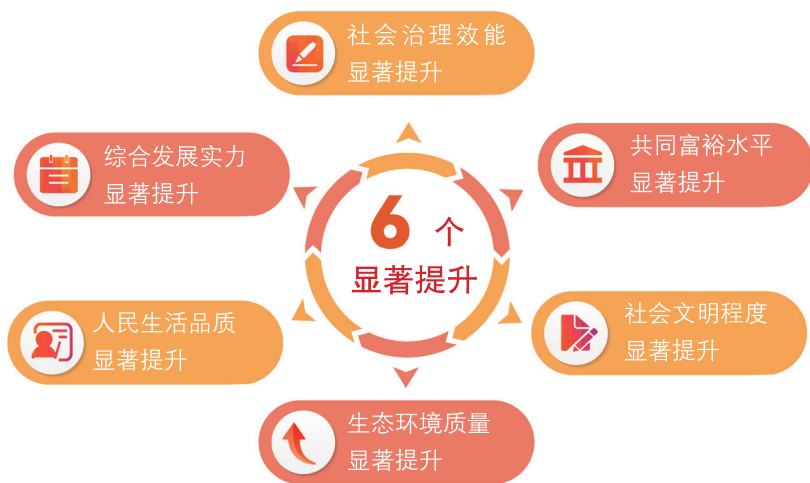 社会治理效能
显著提升
综合发展实力
显著提升
共同富裕水平
显著提升
6 个
显著提升
人民生活品质
显著提升
社会文明程度
显著提升
生态环境质量
显著提升